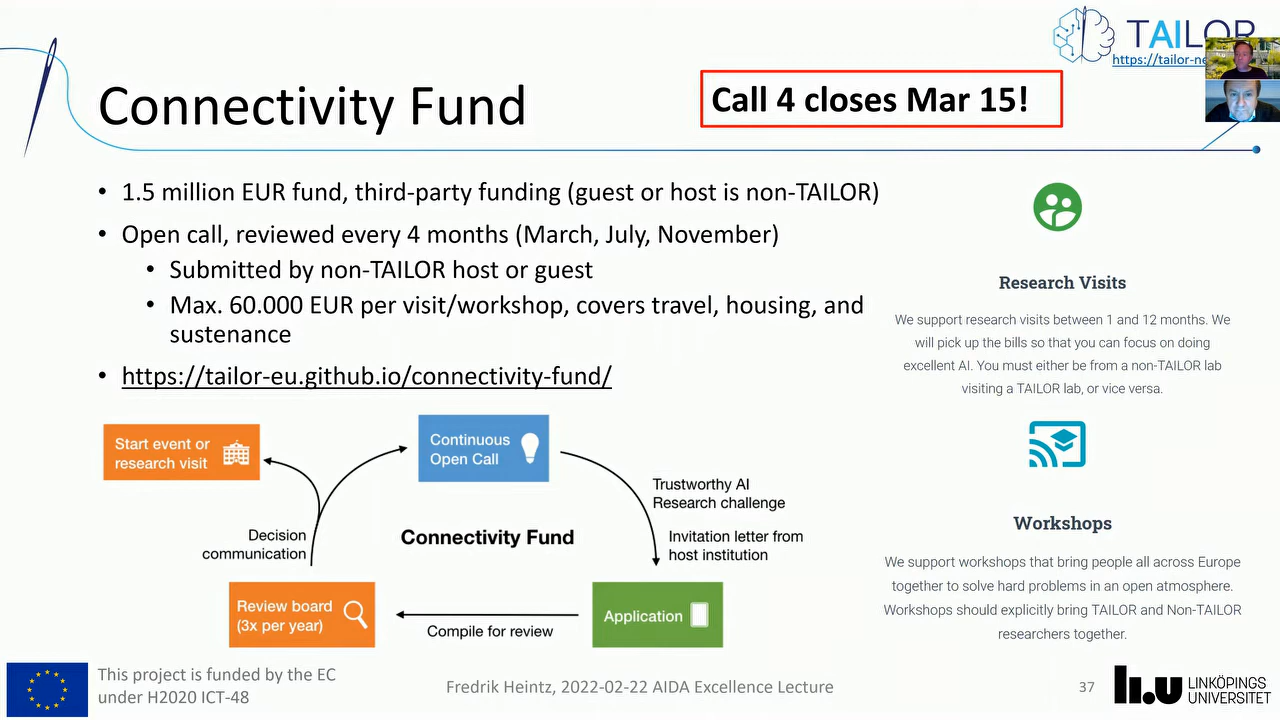 TAILOR
https://tailor-ne
Connectivity Fund
Call 4 closes Mar 15!
• 1.5 million EUR fund, third-party funding (guest or host is non-TAILOR)
• Open call, reviewed every 4 months (March, July, November)
• Submitted by non-TAILOR host or guest
• Max. 60.000 EUR per visit/workshop, covers travel, housing, and
sustenance
• https://tailor-eu.github.io/connectivity-fund/
Research Visits
We support research visits between 1 and 12 months. We
will pick up the bills so that you can focus on doing
excellent AI. You must either be from a non-TAILOR lab
visiting a TAILOR lab, or vice versa.
Workshops
We support workshops that bring people all across Europe
together to solve hard problems in an open atmosphere.
Workshops should explicitly bring TAILOR and Non-TAILOR
researchers together.
Start event or
research visit
Continuous
Open Call
Trustworthy AI
Research challenge
Invitation letter from
host institution
Decision
communication
Connectivity Fund
Review board
(3x per year)
Compile for review
Application
This project is funded by the EC
under H2020 ICT-48
Fredrik Heintz, 2022-02-22 AIDA Excellence Lecture
37
li.u LINKÖPINGS
UNIVERSITET